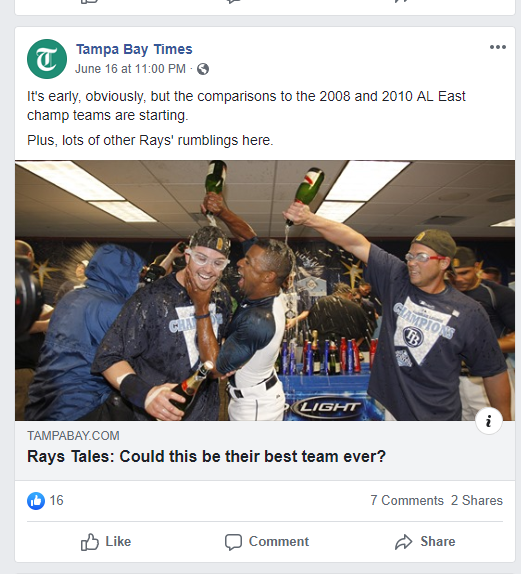 Tampa Bay Times
June 16 at 11:00 PM ·
It's early, obviously, but the comparisons to the 2008 and 2010 AL East
champ teams are starting.
Plus, lots of other Rays' rumblings here.
CHAMPIONS
LIGHT
TAMPABAY.COM
Rays Tales: Could this be their best team ever?
16
7 Comments 2 Shares
Like Comment Share